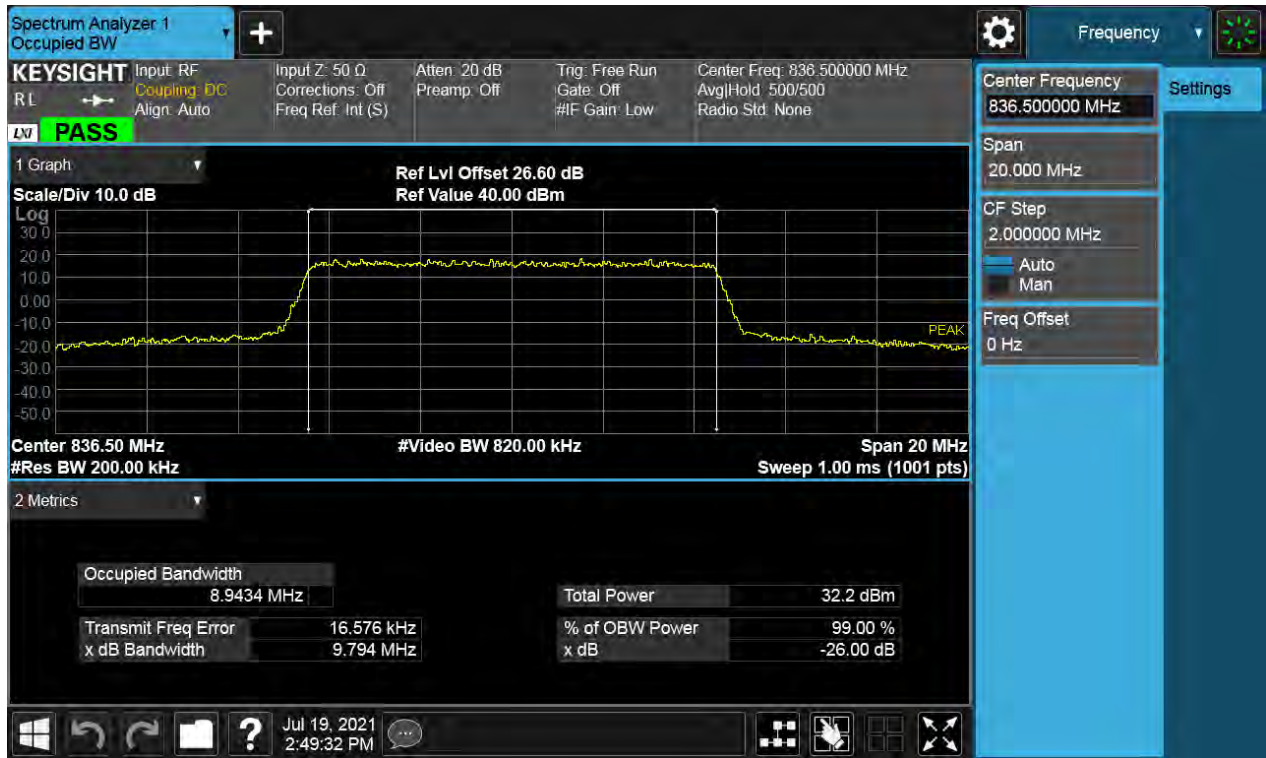 Spectrum Analyzer 1
Occupied BW
Frequency
KEYSIGHT
RL
LXI
PASS
Input: RF
Coupling: DC
Align: Auto
Input Z: 50 Ω
Corrections: Off
Freq Ref: Int (S)
Atten: 20 dB
Preamp: Off
Trig: Free Run
Gate: Off
#IF Gain: Low
Center Freq: 836.500000 MHz
Avg|Hold: 500/500
Radio Std: None
Center Frequency
836.500000 MHz
Settings
Span
20.000 MHz
CF Step
2.000000 MHz
Auto
Man
Freq Offset
0 Hz
1 Graph
Scale/Div 10.0 dB
Ref Lvl Offset 26.60 dB
Ref Value 40.00 dBm
Log
30.0
20.0
10.0
0.00
-10.0
-20.0
-30.0
-40.0
-50.0
PEAK
Center 836.50 MHz
#Video BW 820.00 kHz
Span 20 MHz
#Res BW 200.00 kHz
Sweep 1.00 ms (1001 pts)
2 Metrics
Occupied Bandwidth
8.9434 MHz
Total Power 32.2 dBm
Transmit Freq Error 16.576 kHz
% of OBW Power 99.00 %
x dB Bandwidth 9.794 MHz
x dB -26.00 dB
?
Jul 19, 2021
2:49:32 PM